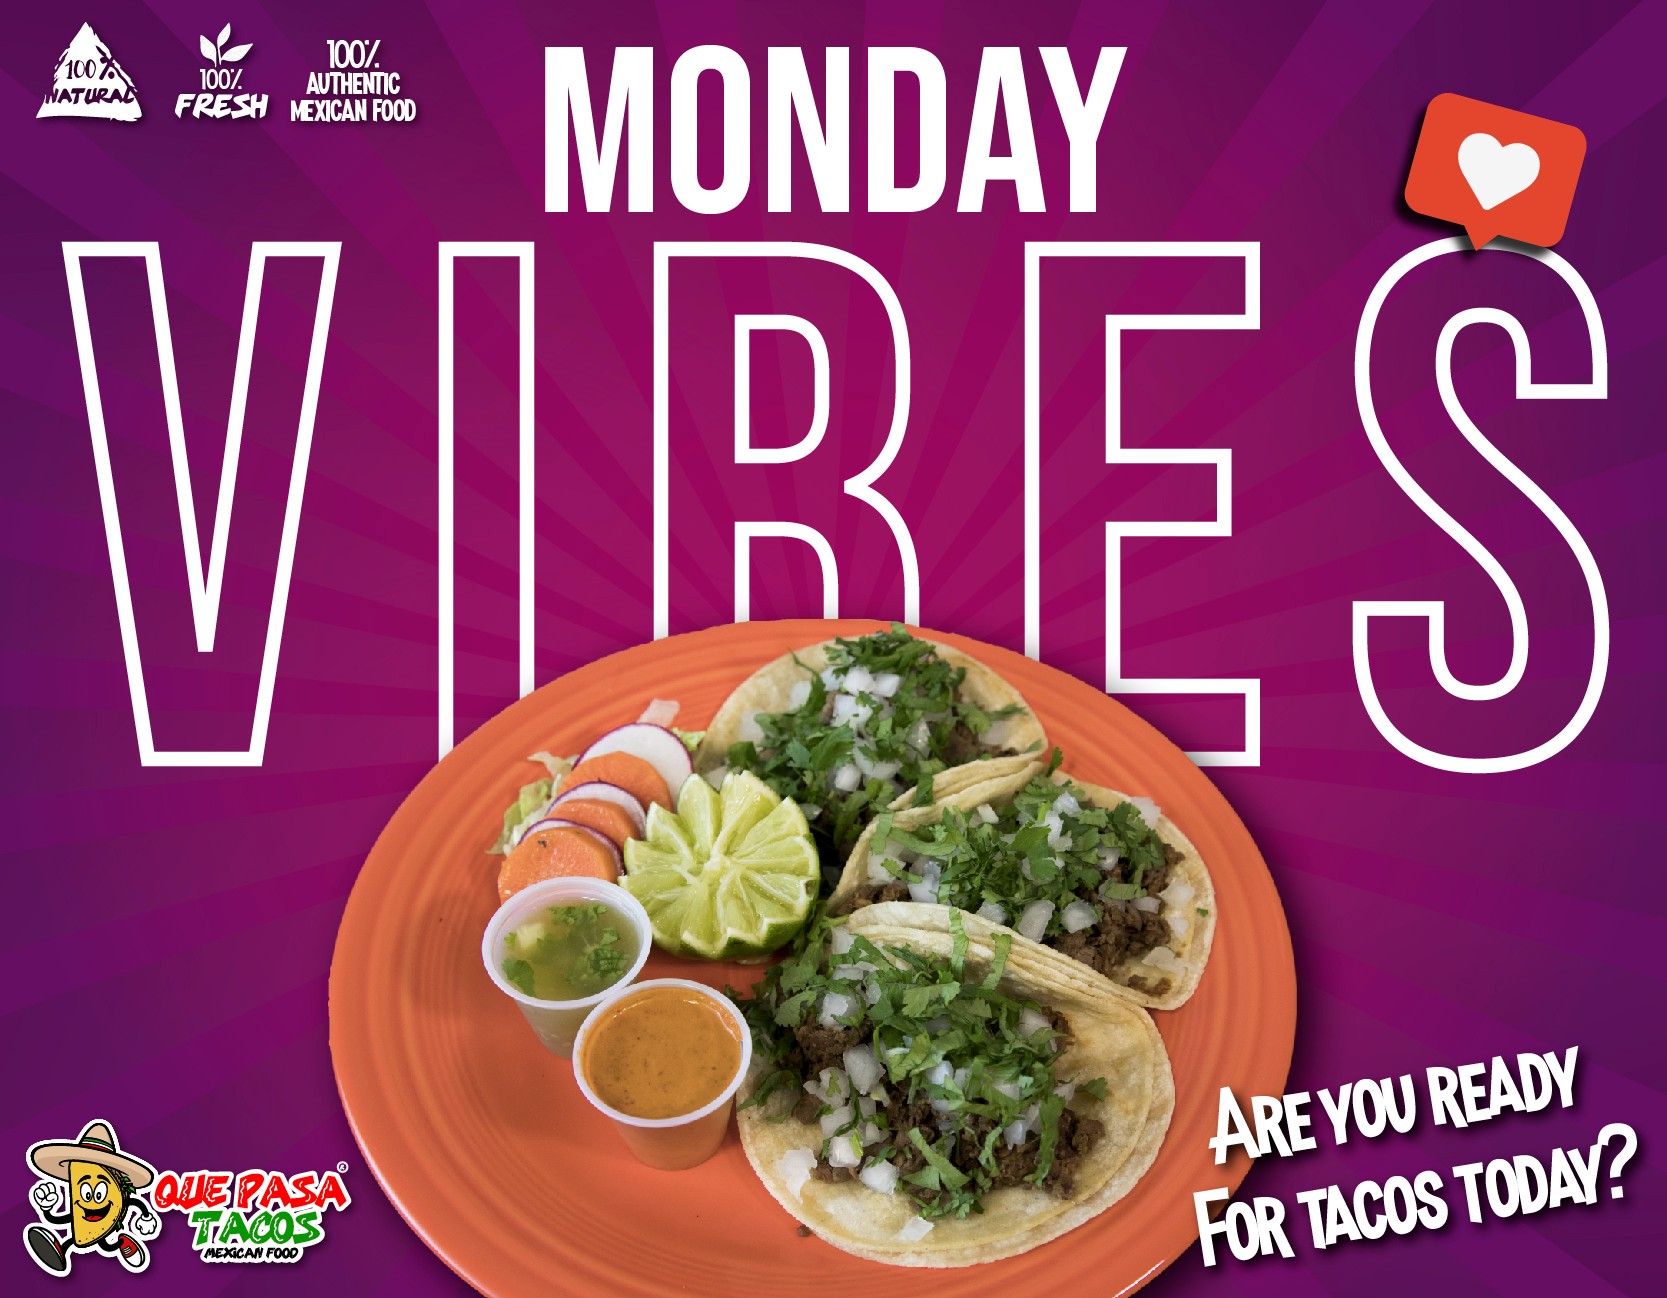 100%
NATURAL
100%
FRESH
100%
AUTHENTIC
MEXICAN FOOD
MONDAY
VIBES
ARE YOU READY
FOR TACOS TODAY?
QUE PASA®
TACOS
MEXICAN FOOD